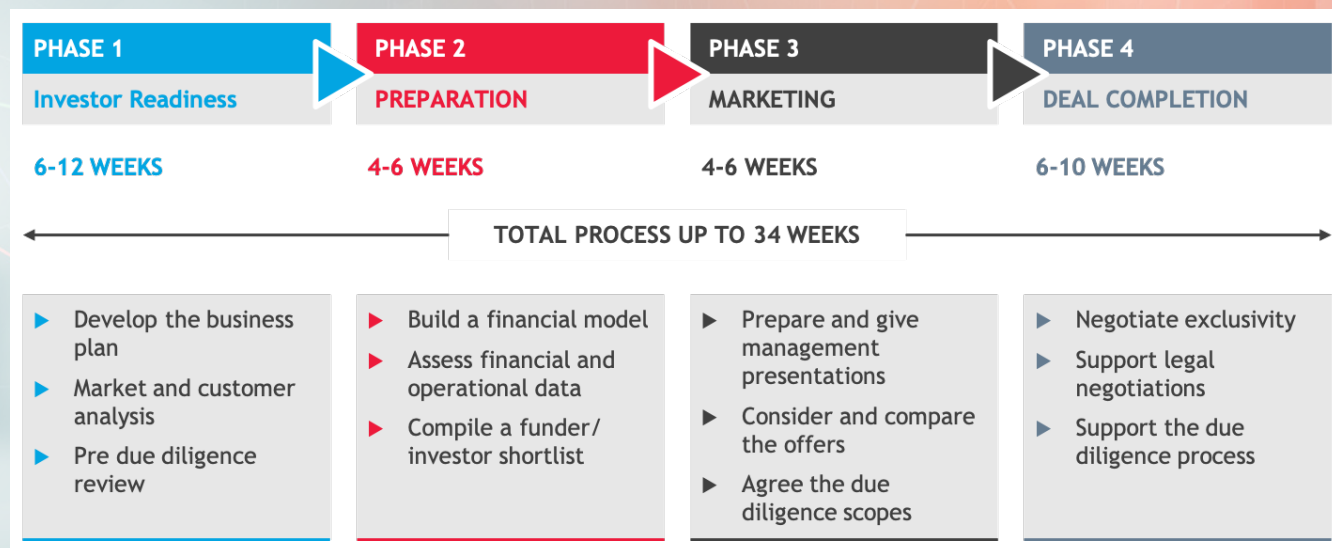 PHASE 1
Investor Readiness
6-12 WEEKS
PHASE 2
PREPARATION
4-6 WEEKS
PHASE 3
MARKETING
4-6 WEEKS
PHASE 4
DEAL COMPLETION
6-10 WEEKS
TOTAL PROCESS UP TO 34 WEEKS
Develop the business
plan
Market and customer
analysis
Pre due diligence
review
Build a financial model
Assess financial and
operational data
Compile a funder/
investor shortlist
Prepare and give
management
presentations
Consider and compare
the offers
Agree the due
diligence scopes
Negotiate exclusivity
Support legal
negotiations
Support the due
diligence process